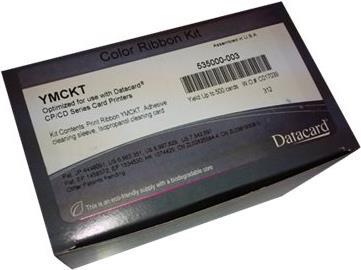 Color Ribbon Kit
Assembled in U.S.A.
YMCKT
Optimized for use with Datacard®
CP/CD Series Card Printers
Kit Contents: Print Ribbon YMCKT, Adhesive
cleaning sleeve, Isopropanol cleaning card
535000-003
Yield: Up to 500 cards
W.O.# C017039
312
Other Patents Pending
This is an eco-friendly supply with a biodegradable
Datacard